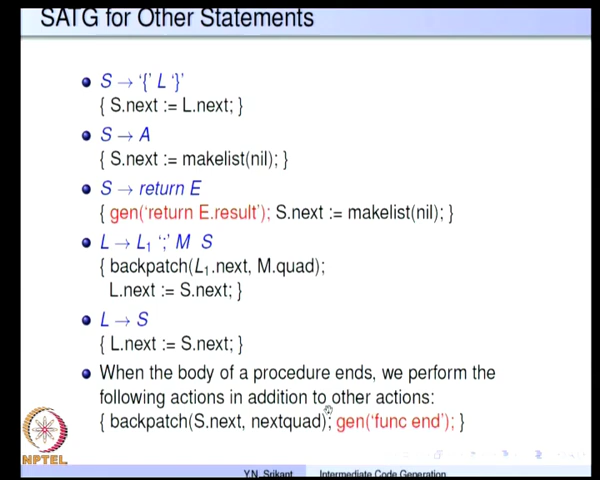 SATG for Other Statements
S → '{' L '}'
{ S.next := L.next; }
S → A
{ S.next := makelist(nil); }
S → return E
{ gen('return E.result'); S.next := makelist(nil); }
L → L₁ ';' M S
{ backpatch(L₁.next, M.quad);
L.next := S.next; }
L → S
{ L.next := S.next; }
When the body of a procedure ends, we perform the
following actions in addition to other actions:
{ backpatch(S.next, nextquad); gen('func end'); }
NPTEL
Y.N. Srikant Intermediate Code Generation